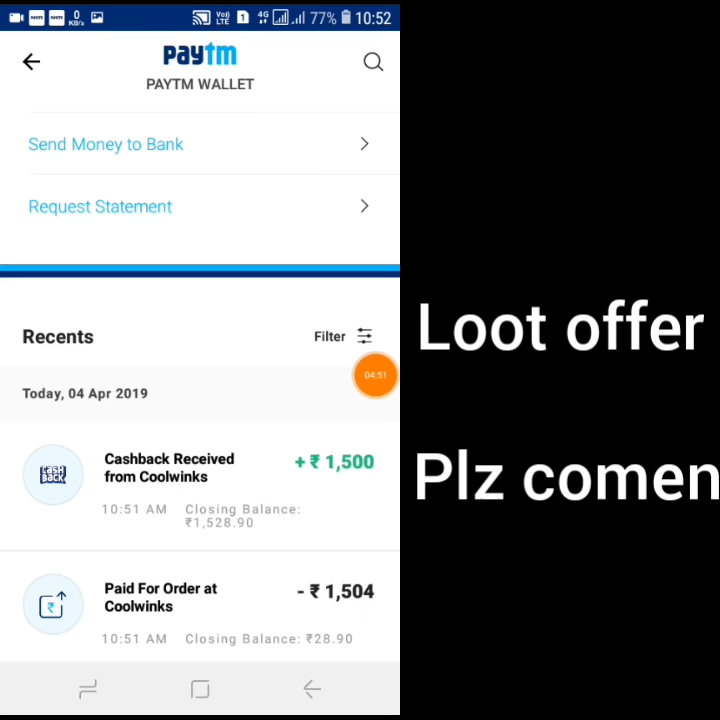 0 KB/s Vo)) LTE 1 4G 77% 10:52
paytm
PAYTM WALLET
Send Money to Bank
Request Statement
Recents
Filter
04:51
Today, 04 Apr 2019
CASH BACK
Cashback Received
from Coolwinks
+ ₹ 1,500
10:51 AM Closing Balance:
₹1,528.90
Paid For Order at
Coolwinks
- ₹ 1,504
10:51 AM Closing Balance: ₹28.90
Loot offer
Plz comen